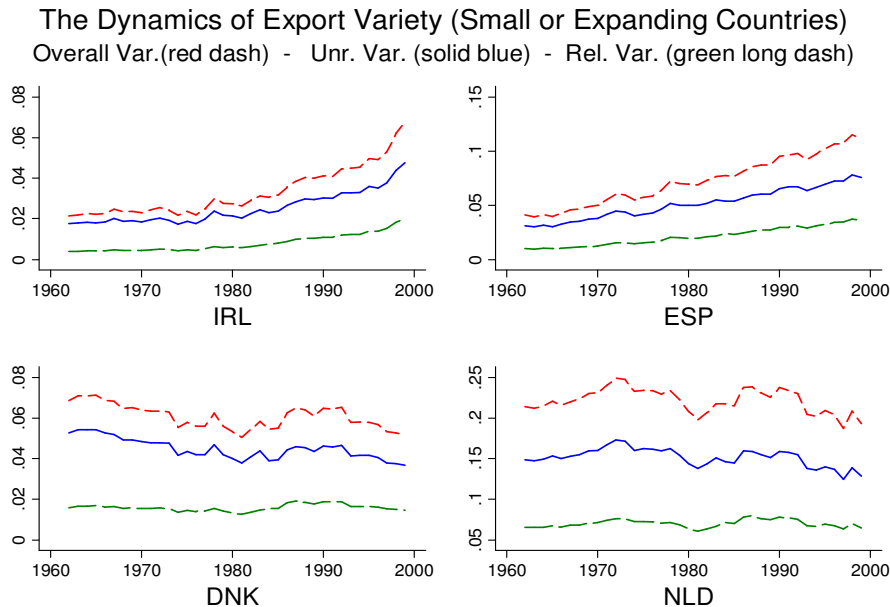 The Dynamics of Export Variety (Small or Expanding Countries)
Overall Var.(red dash) - Unr. Var. (solid blue) - Rel. Var. (green long dash)
.08
.06
.04
.02
0
1960 1970 1980 1990 2000
IRL
.15
.1
.05
0
1960 1970 1980 1990 2000
ESP
.08
.06
.04
.02
0
1960 1970 1980 1990 2000
DNK
.25
.2
.15
.1
.05
1960 1970 1980 1990 2000
NLD